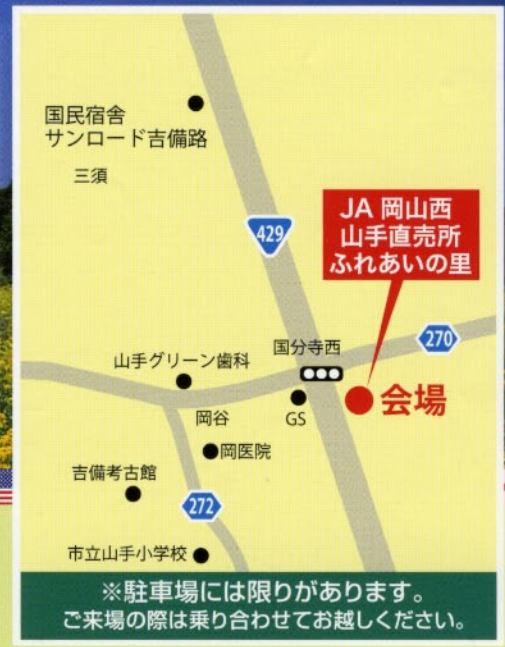 国民宿舎
サンロード吉備路
三須
429
JA 岡山西
山手直売所
ふれあいの里
270
国分寺西
山手グリーン歯科
会場
岡谷
GS
岡医院
吉備考古館
272
市立山手小学校
※駐車場には限りがあります。
ご来場の際は乗り合わせてお越しください。